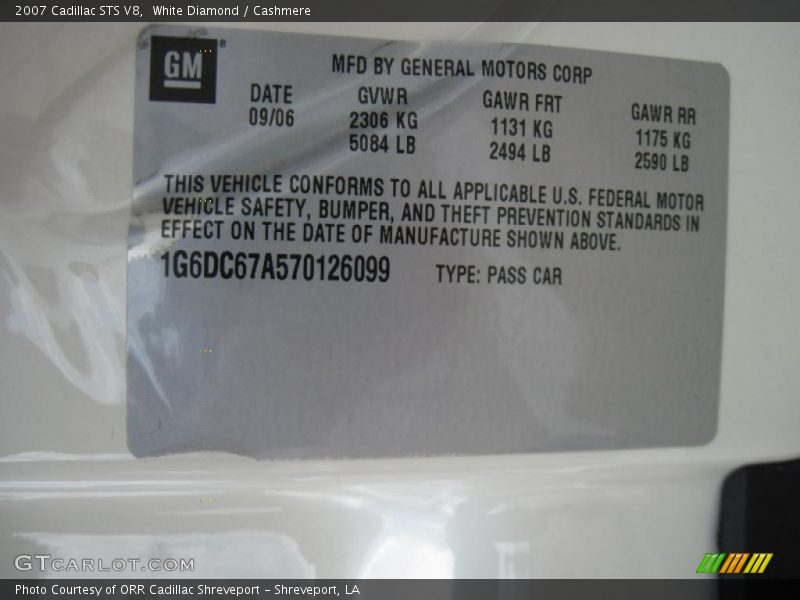 2007 Cadillac STS V8,  White Diamond / Cashmere
GM
MFD BY GENERAL MOTORS CORP
DATE GVWR GAWR FRT GAWR RR
09/06 2306 KG 1131 KG 1175 KG
5084 LB 2494 LB 2590 LB
THIS VEHICLE CONFORMS TO ALL APPLICABLE U.S. FEDERAL MOTOR
VEHICLE SAFETY, BUMPER, AND THEFT PREVENTION STANDARDS IN
EFFECT ON THE DATE OF MANUFACTURE SHOWN ABOVE.
1G6DC67A570126099 TYPE: PASS CAR
GTCARLOT.COM
Photo Courtesy of ORR Cadillac Shreveport - Shreveport, LA